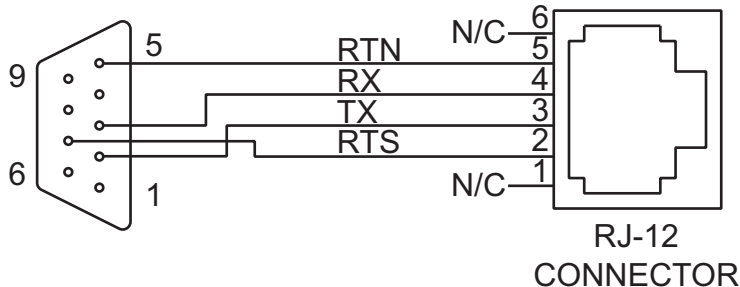 N/C 6
5 RTN 5
9 RX 4
TX 3
RTS 2
6 1 N/C 1
RJ-12
CONNECTOR